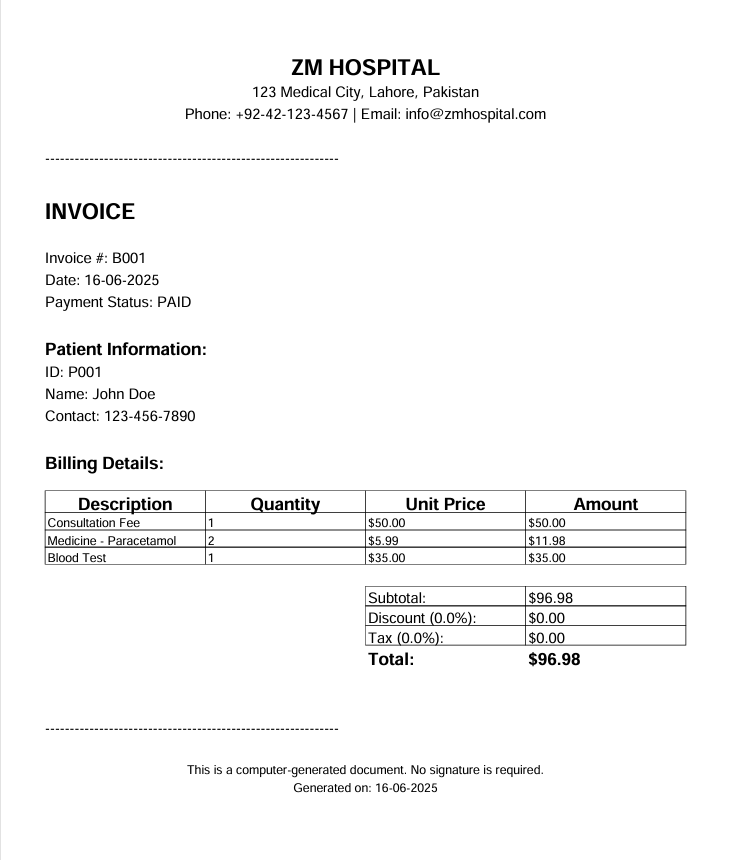 ZM HOSPITAL
123 Medical City, Lahore, Pakistan
Phone: +92-42-123-4567 | Email: info@zmhospital.com
------------------------------------------------------------
INVOICE
Invoice #: B001
Date: 16-06-2025
Payment Status: PAID
Patient Information:
ID: P001
Name: John Doe
Contact: 123-456-7890
Billing Details:
Description Quantity Unit Price Amount
Consultation Fee 1 $50.00 $50.00
Medicine - Paracetamol 2 $5.99 $11.98
Blood Test 1 $35.00 $35.00
Subtotal: $96.98
Discount (0.0%): $0.00
Tax (0.0%): $0.00
Total: $96.98
------------------------------------------------------------
This is a computer-generated document. No signature is required.
Generated on: 16-06-2025